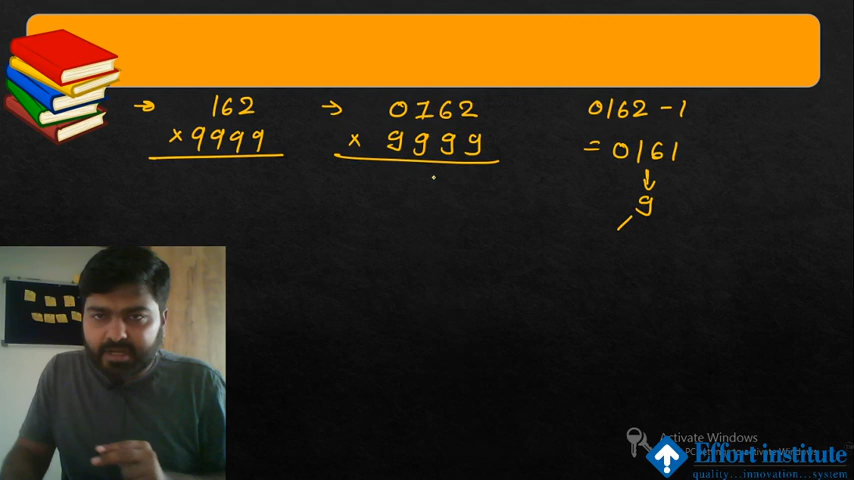 → 162
× 9999
→ 0162
× 9999
0162 - 1
= 0161
↓
9
Activate Windows
Effort institute
quality...innovation...system